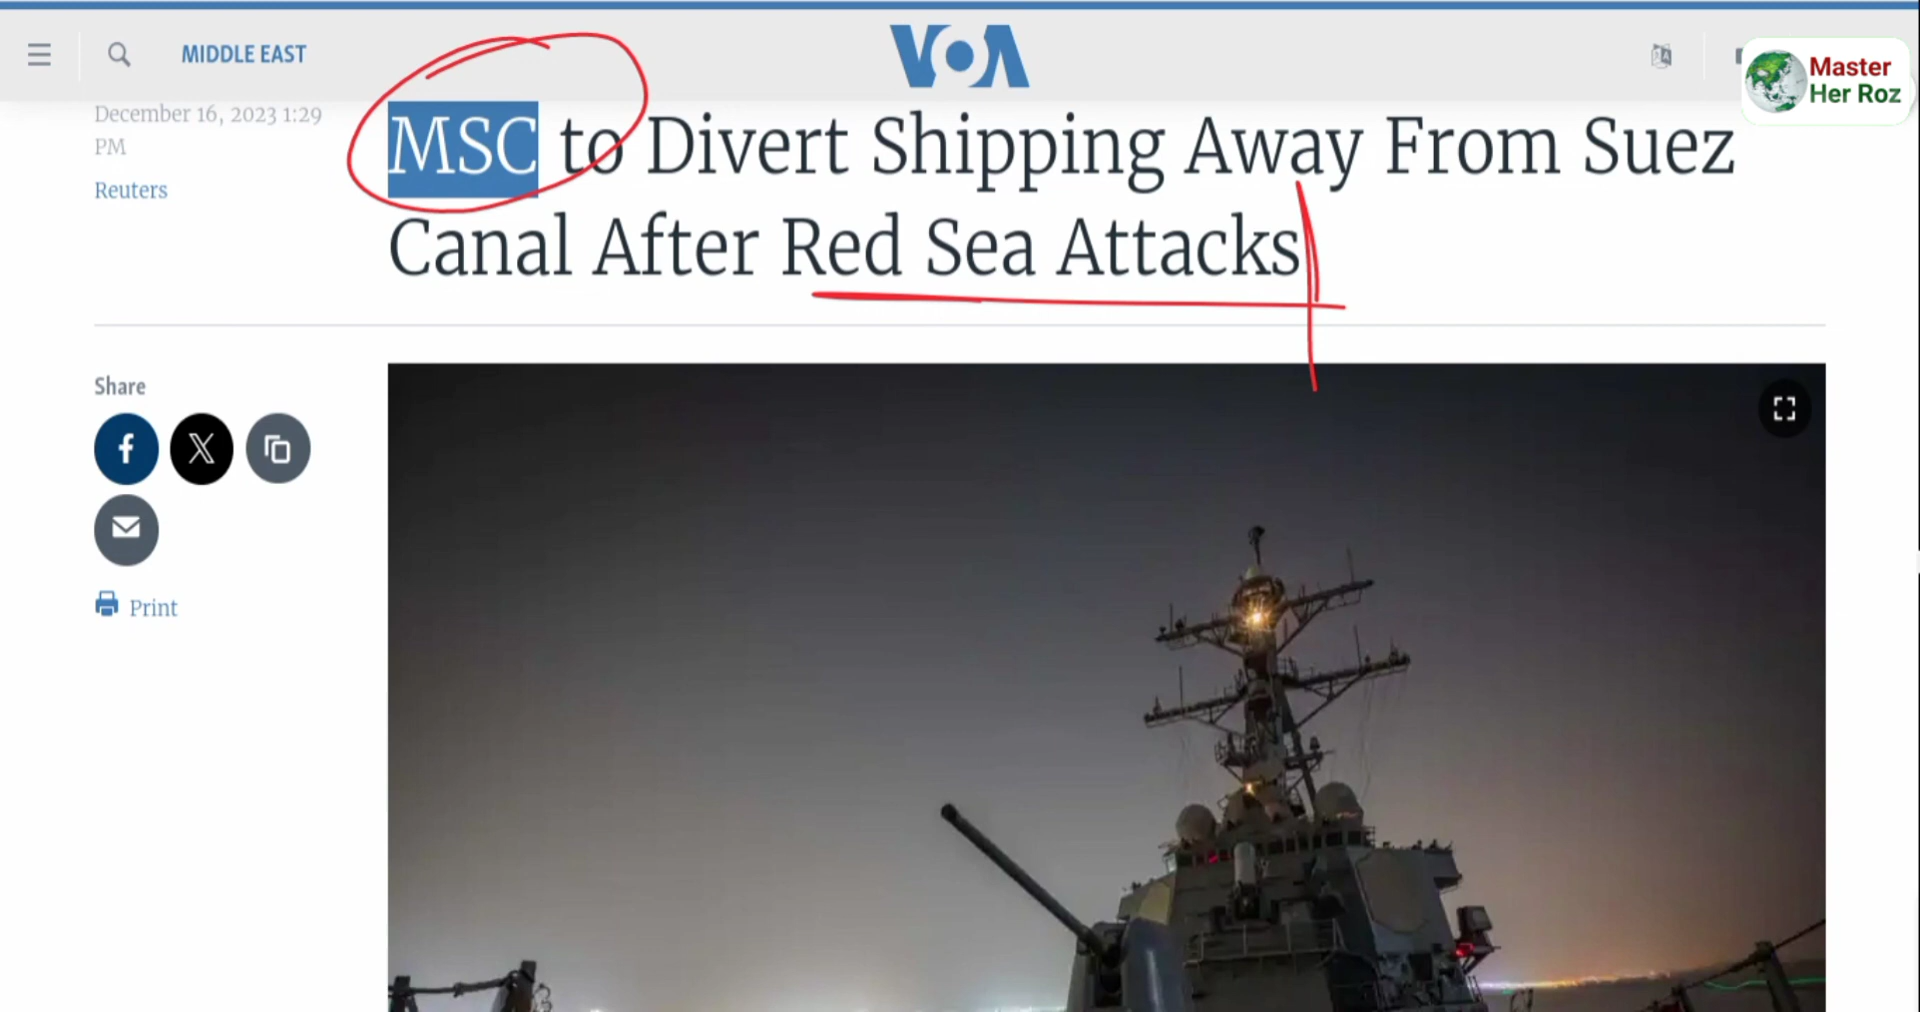 MIDDLE EAST
VOA
Master
Her Roz
December 16, 2023 1:29
PM
Reuters
MSC to Divert Shipping Away From Suez
Canal After Red Sea Attacks
Share
Print